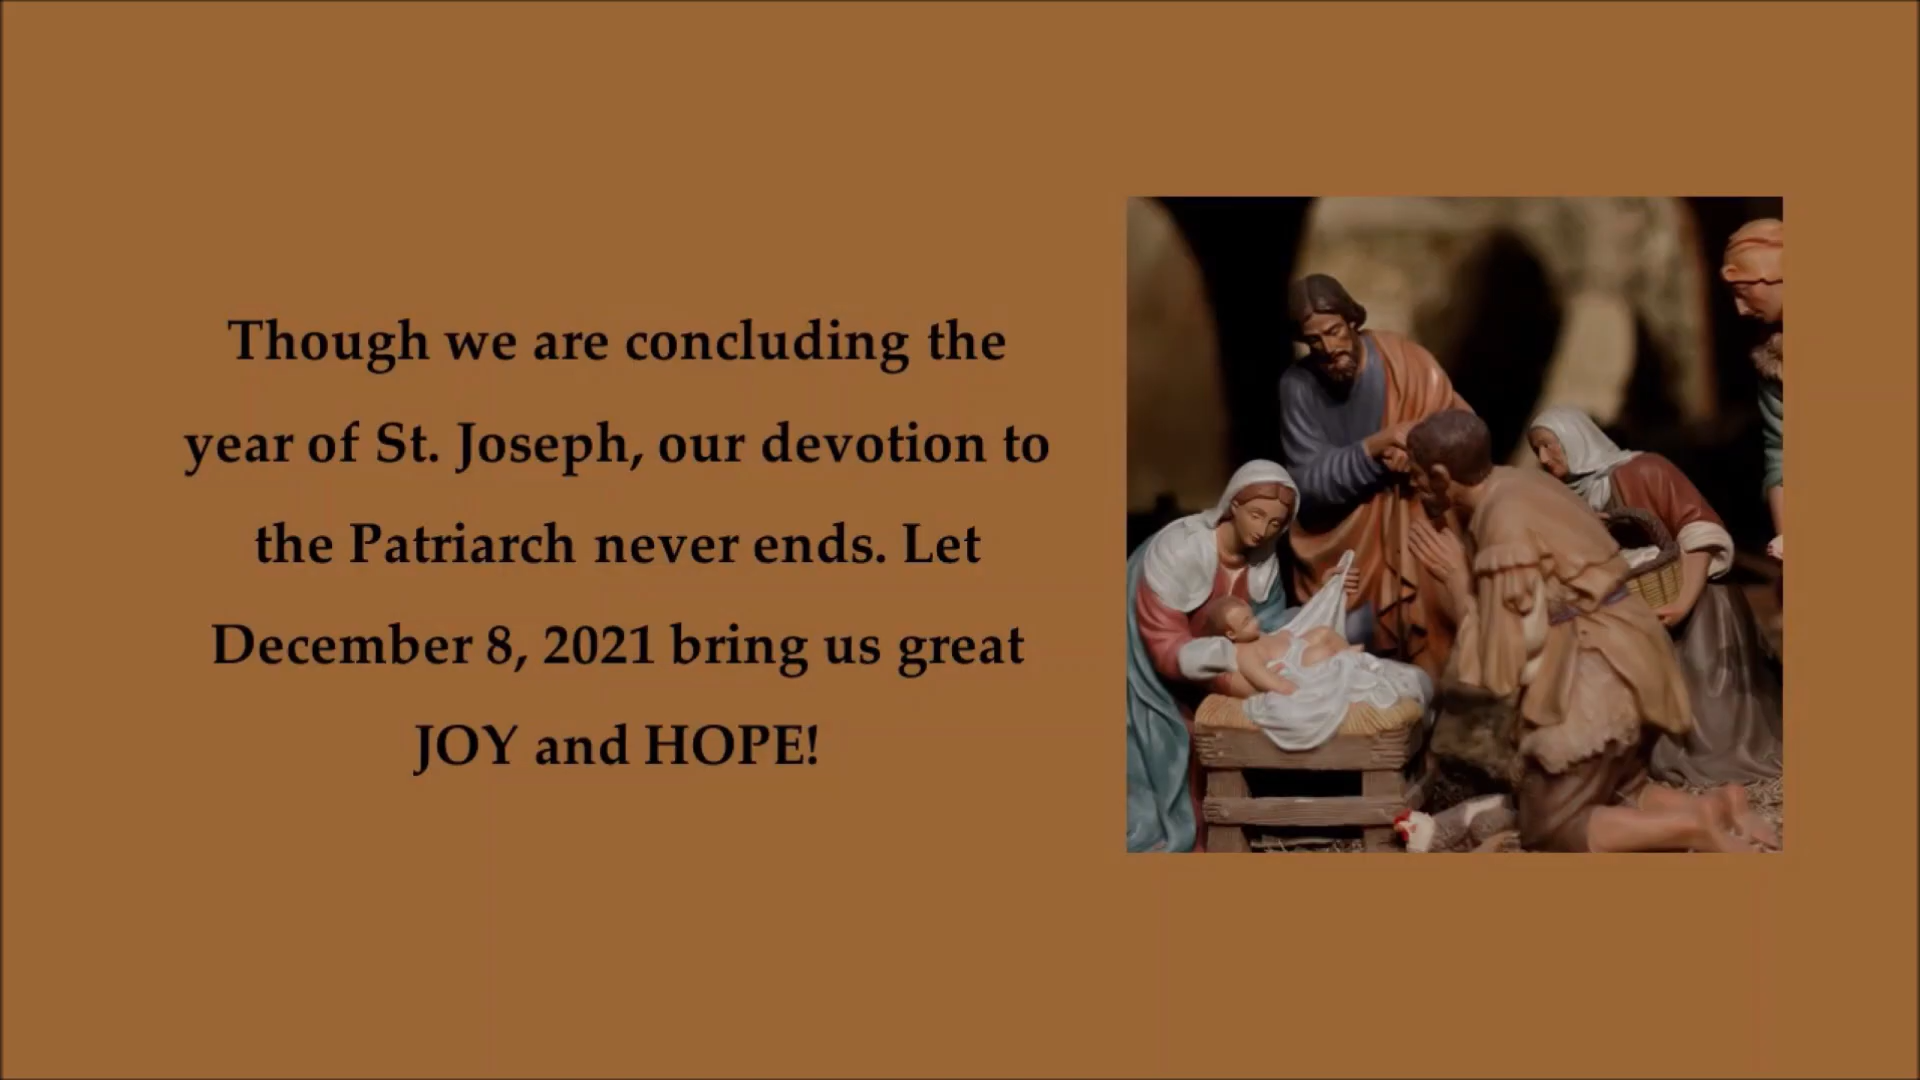 Though we are concluding the
year of St. Joseph, our devotion to
the Patriarch never ends. Let
December 8, 2021 bring us great
JOY and HOPE!